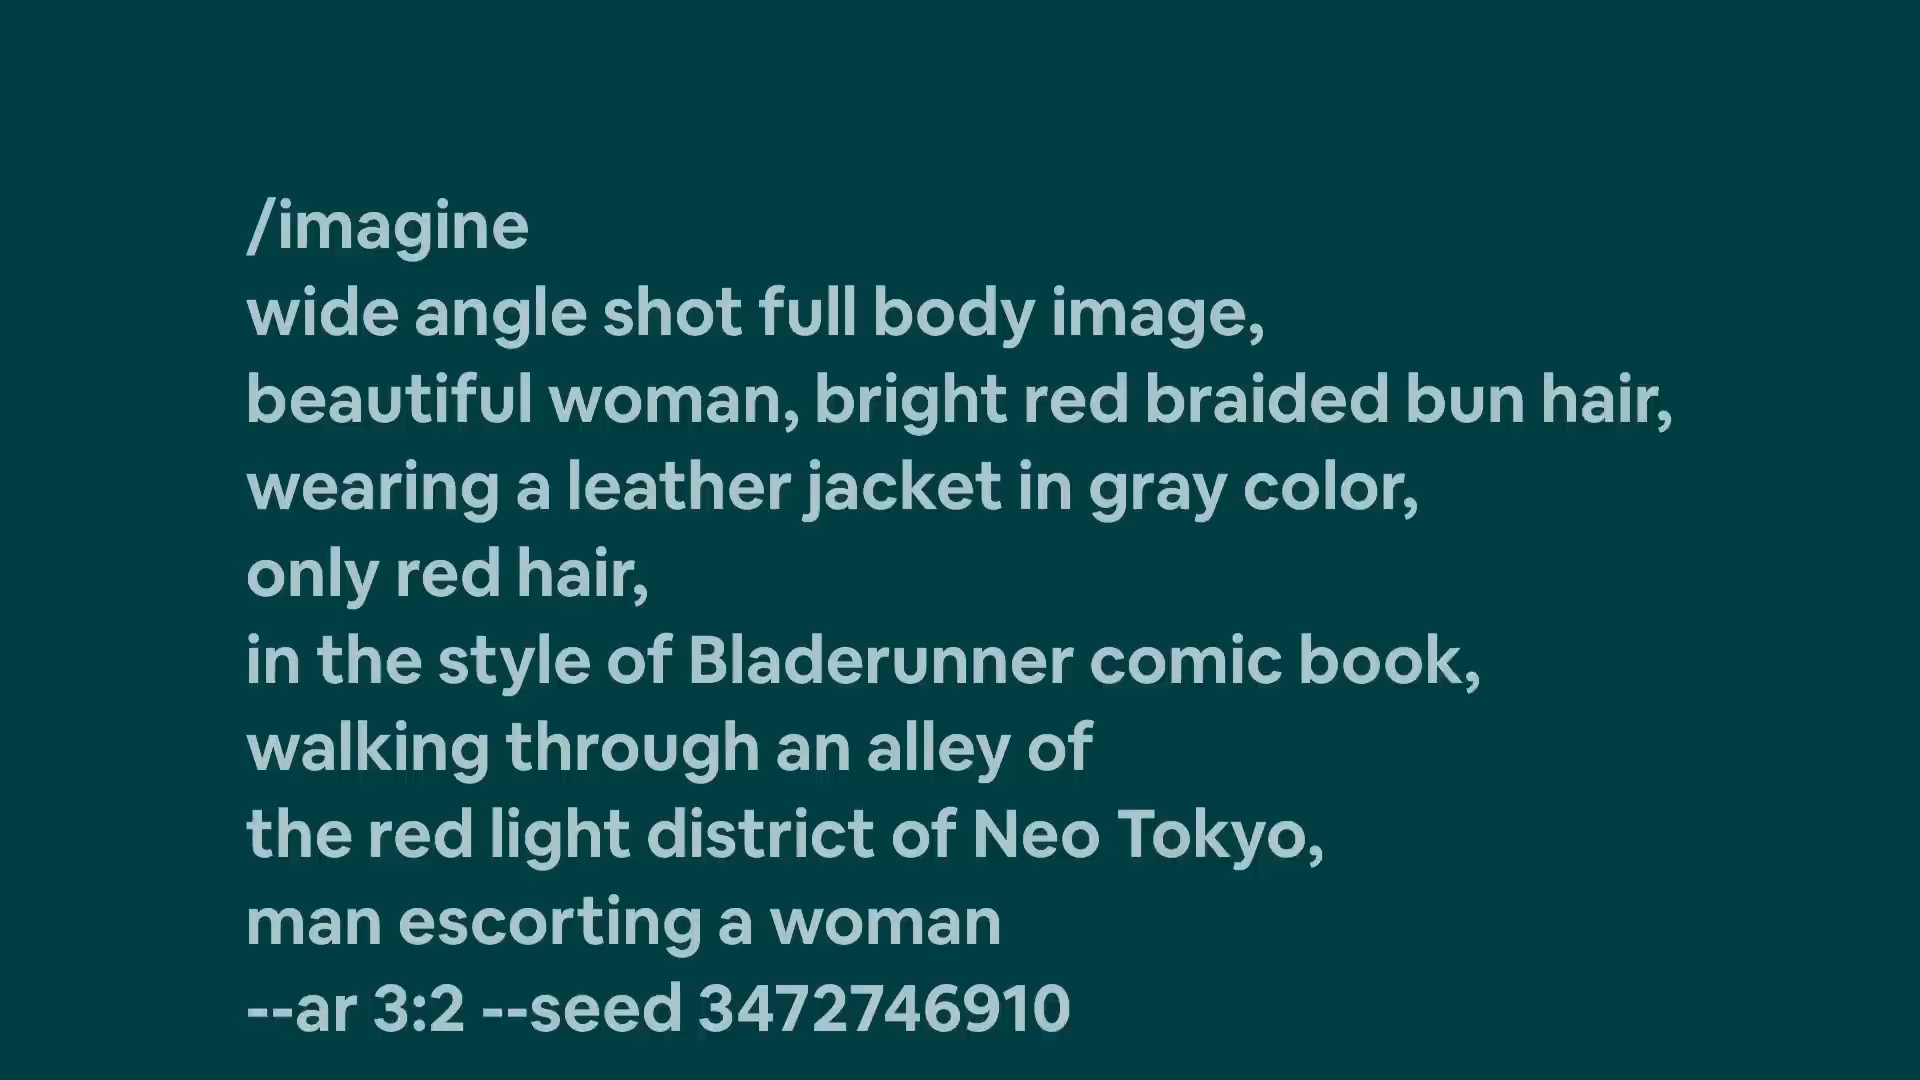 /imagine
wide angle shot full body image,
beautiful woman, bright red braided bun hair,
wearing a leather jacket in gray color,
only red hair,
in the style of Bladerunner comic book,
walking through an alley of
the red light district of Neo Tokyo,
man escorting a woman
--ar 3:2 --seed 3472746910